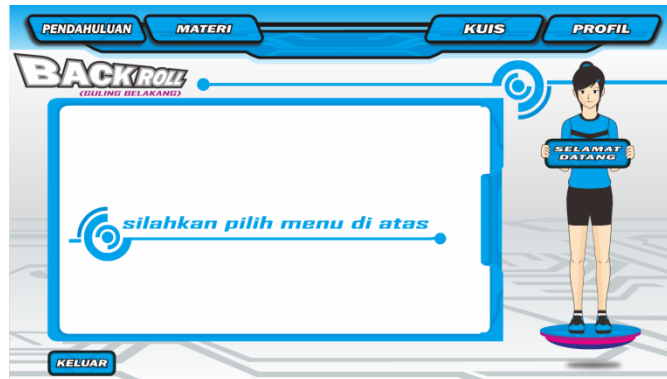 PENDAHULUAN
MATERI
KUIS
PROFIL
BACK ROLL
(GULING BELAKANG)
SELAMAT
DATANG
silahkan pilih menu di atas
KELUAR